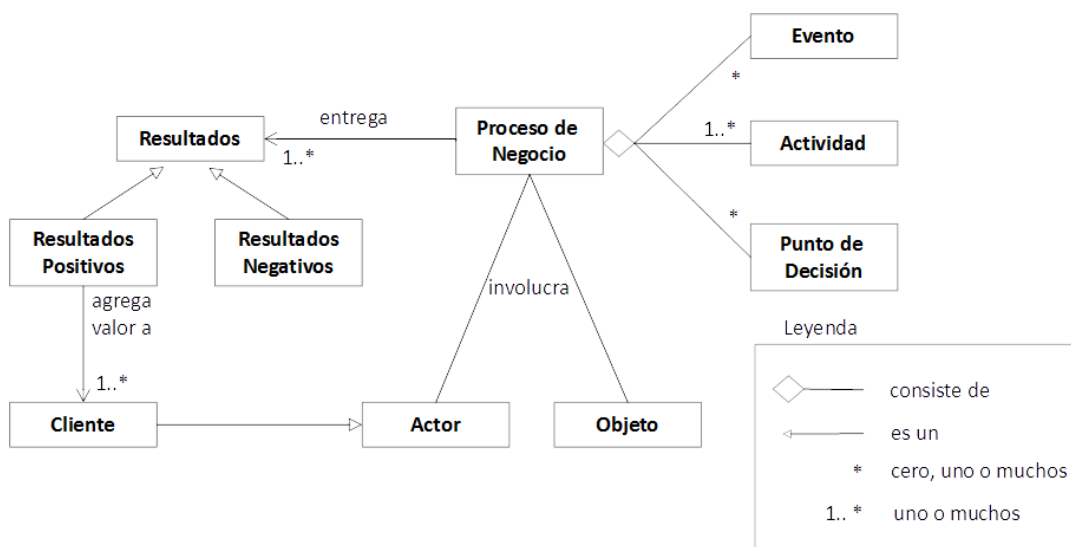 Evento
*
entrega
Resultados
1..*
Proceso de
Negocio
1..*
Actividad
*
Resultados
Positivos
Resultados
Negativos
Punto de
Decisión
agrega
valor a
involucra
1..*
Cliente
Actor
Objeto
Leyenda
consiste de
es un
* cero, uno o muchos
1.. * uno o muchos